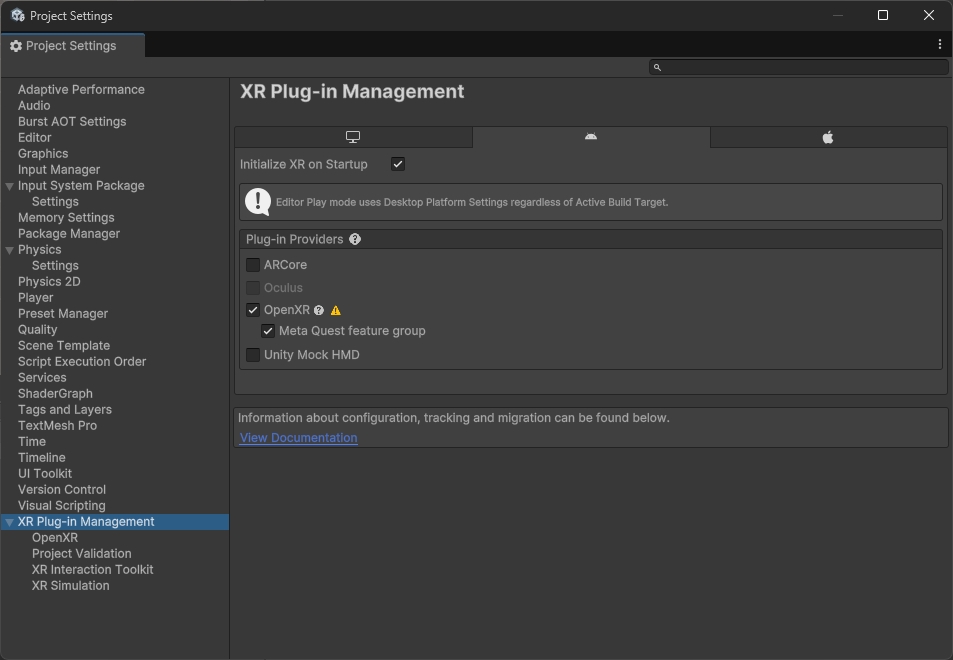 Project Settings
Project Settings
Adaptive Performance
Audio
Burst AOT Settings
Editor
Graphics
Input Manager
Input System Package
Settings
Memory Settings
Package Manager
Physics
Settings
Physics 2D
Player
Preset Manager
Quality
Scene Template
Script Execution Order
Services
ShaderGraph
Tags and Layers
TextMesh Pro
Time
Timeline
UI Toolkit
Version Control
Visual Scripting
XR Plug-in Management
OpenXR
Project Validation
XR Interaction Toolkit
XR Simulation
XR Plug-in Management
Initialize XR on Startup
Editor Play mode uses Desktop Platform Settings regardless of Active Build Target.
Plug-in Providers
ARCore
Oculus
OpenXR
Meta Quest feature group
Unity Mock HMD
Information about configuration, tracking and migration can be found below.
View Documentation